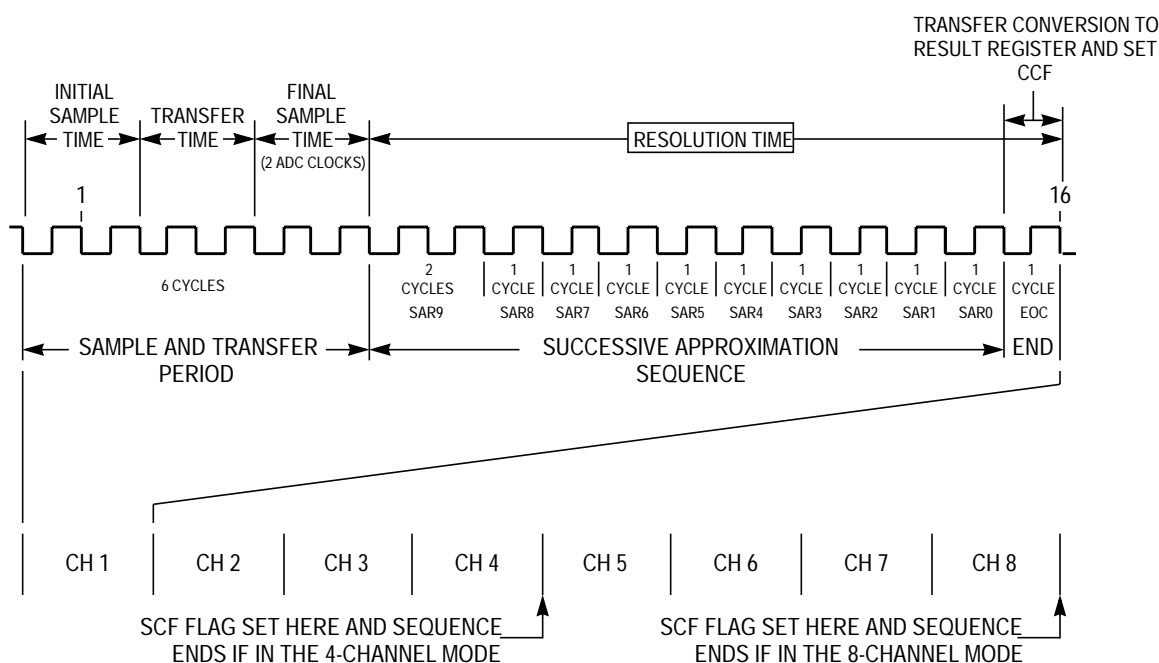 TRANSFER CONVERSION TO
RESULT REGISTER AND SET
CCF
INITIAL
SAMPLE
TIME
TRANSFER
TIME
FINAL
SAMPLE
TIME
(2 ADC CLOCKS)
RESOLUTION TIME
1
16
6 CYCLES
2
CYCLES
SAR9
1
CYCLE
SAR8
1
CYCLE
SAR7
1
CYCLE
SAR6
1
CYCLE
SAR5
1
CYCLE
SAR4
1
CYCLE
SAR3
1
CYCLE
SAR2
1
CYCLE
SAR1
1
CYCLE
SAR0
1
CYCLE
EOC
SAMPLE AND TRANSFER
PERIOD
SUCCESSIVE APPROXIMATION
SEQUENCE
END
CH 1
CH 2
CH 3
CH 4
CH 5
CH 6
CH 7
CH 8
SCF FLAG SET HERE AND SEQUENCE
ENDS IF IN THE 4-CHANNEL MODE
SCF FLAG SET HERE AND SEQUENCE
ENDS IF IN THE 8-CHANNEL MODE